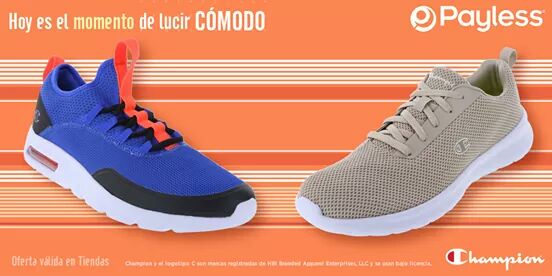 Hoy es el momento de lucir CÓMODO
Payless
Oferta válida en Tiendas
Champion y el logotipo C son marcas registradas de HBI Branded Apparel Enterprises, LLC y se usan bajo licencia.
Champion